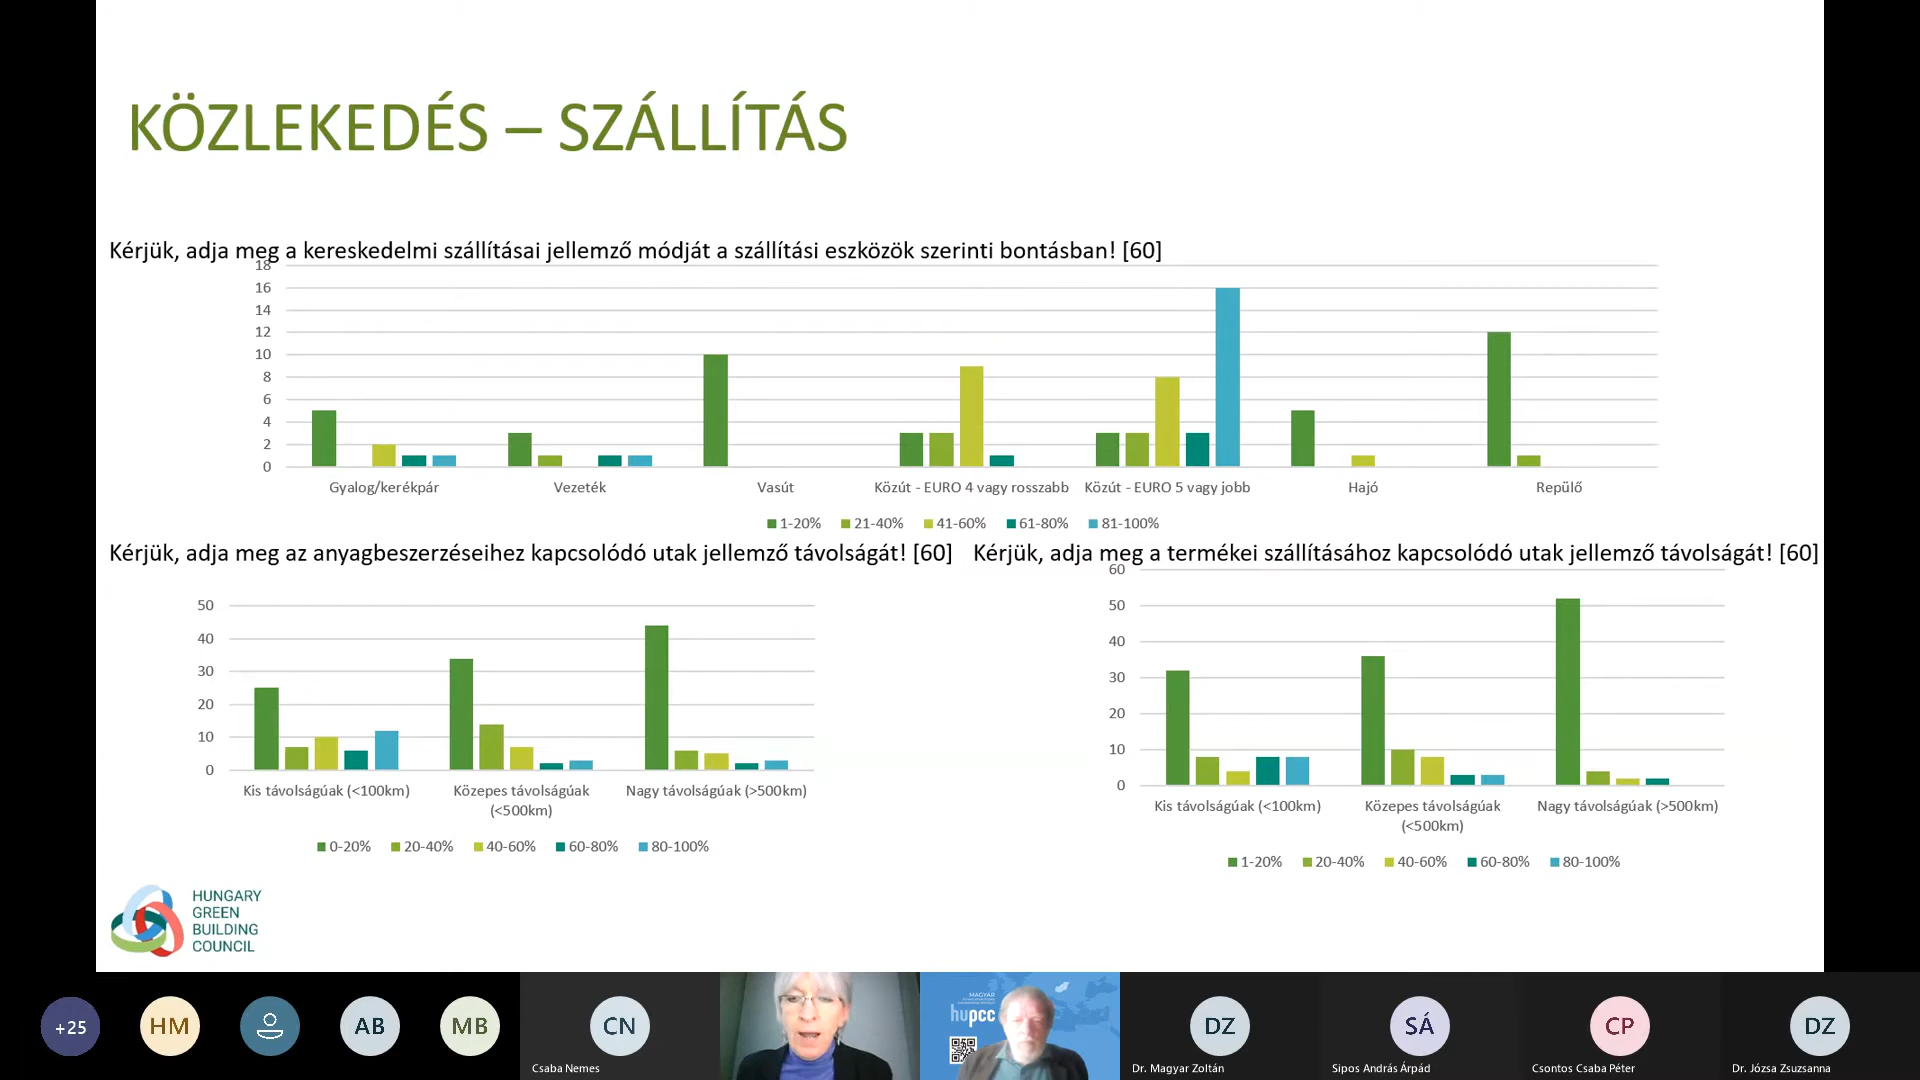 KÖZLEKEDÉS – SZÁLLÍTÁS
Kérjük, adja meg a kereskedelmi szállításai jellemző módját a szállítási eszközök szerinti bontásban! [60]
18
16
14
12
10
8
6
4
2
0
Gyalog/kerékpár
Vezeték
Vasút
Közút - EURO 4 vagy rosszabb
Közút - EURO 5 vagy jobb
Hajó
Repülő
1-20% 21-40% 41-60% 61-80% 81-100%
Kérjük, adja meg az anyagbeszerzéseihez kapcsolódó utak jellemző távolságát! [60]
50
40
30
20
10
0
Kis távolságúak (<100km)
Közepes távolságúak
(<500km)
Nagy távolságúak (>500km)
0-20% 20-40% 40-60% 60-80% 80-100%
Kérjük, adja meg a termékei szállításához kapcsolódó utak jellemző távolságát! [60]
60
50
40
30
20
10
0
Kis távolságúak (<100km)
Közepes távolságúak
(<500km)
Nagy távolságúak (>500km)
1-20% 20-40% 40-60% 60-80% 80-100%
HUNGARY
GREEN
BUILDING
COUNCIL
+25
HM
AB
MB
CN
Csaba Nemes
MAGYAR
hupcc
DZ
Dr. Magyar Zoltán
SÁ
Sipos András Árpád
CP
Csontos Csaba Péter
DZ
Dr. Józsa Zsuzsanna